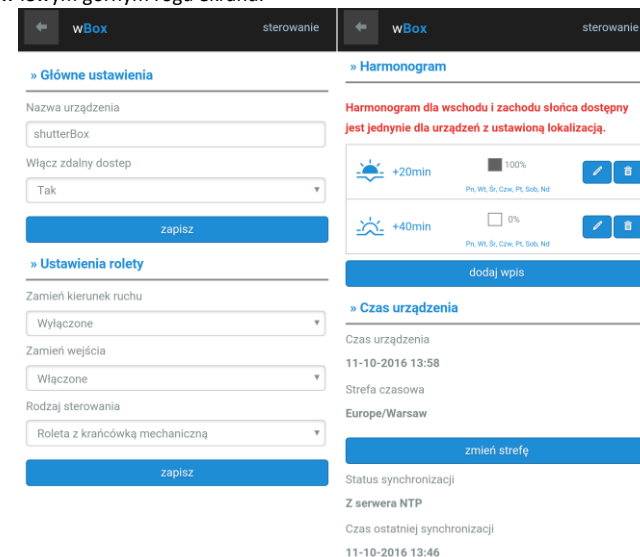 lewym górnym rogu ekranu.
wBox sterowanie
» Główne ustawienia
Nazwa urządzenia
shutterBox
Włącz zdalny dostep
Tak
zapisz
» Ustawienia rolety
Zamień kierunek ruchu
Wyłączone
Zamień wejścia
Włączone
Rodzaj sterowania
Roleta z krańcówką mechaniczną
zapisz
wBox sterowanie
» Harmonogram
Harmonogram dla wschodu i zachodu słońca dostępny
jest jednynie dla urządzeń z ustawioną lokalizacją.
+20min 100%
Pn, Wt, Śr, Czw, Pt, Sob, Nd
+40min 0%
Pn, Wt, Śr, Czw, Pt, Sob, Nd
dodaj wpis
» Czas urządzenia
Czas urządzenia
11-10-2016 13:58
Strefa czasowa
Europe/Warsaw
zmień strefę
Status synchronizacji
Z serwera NTP
Czas ostatniej synchronizacji
11-10-2016 13:46